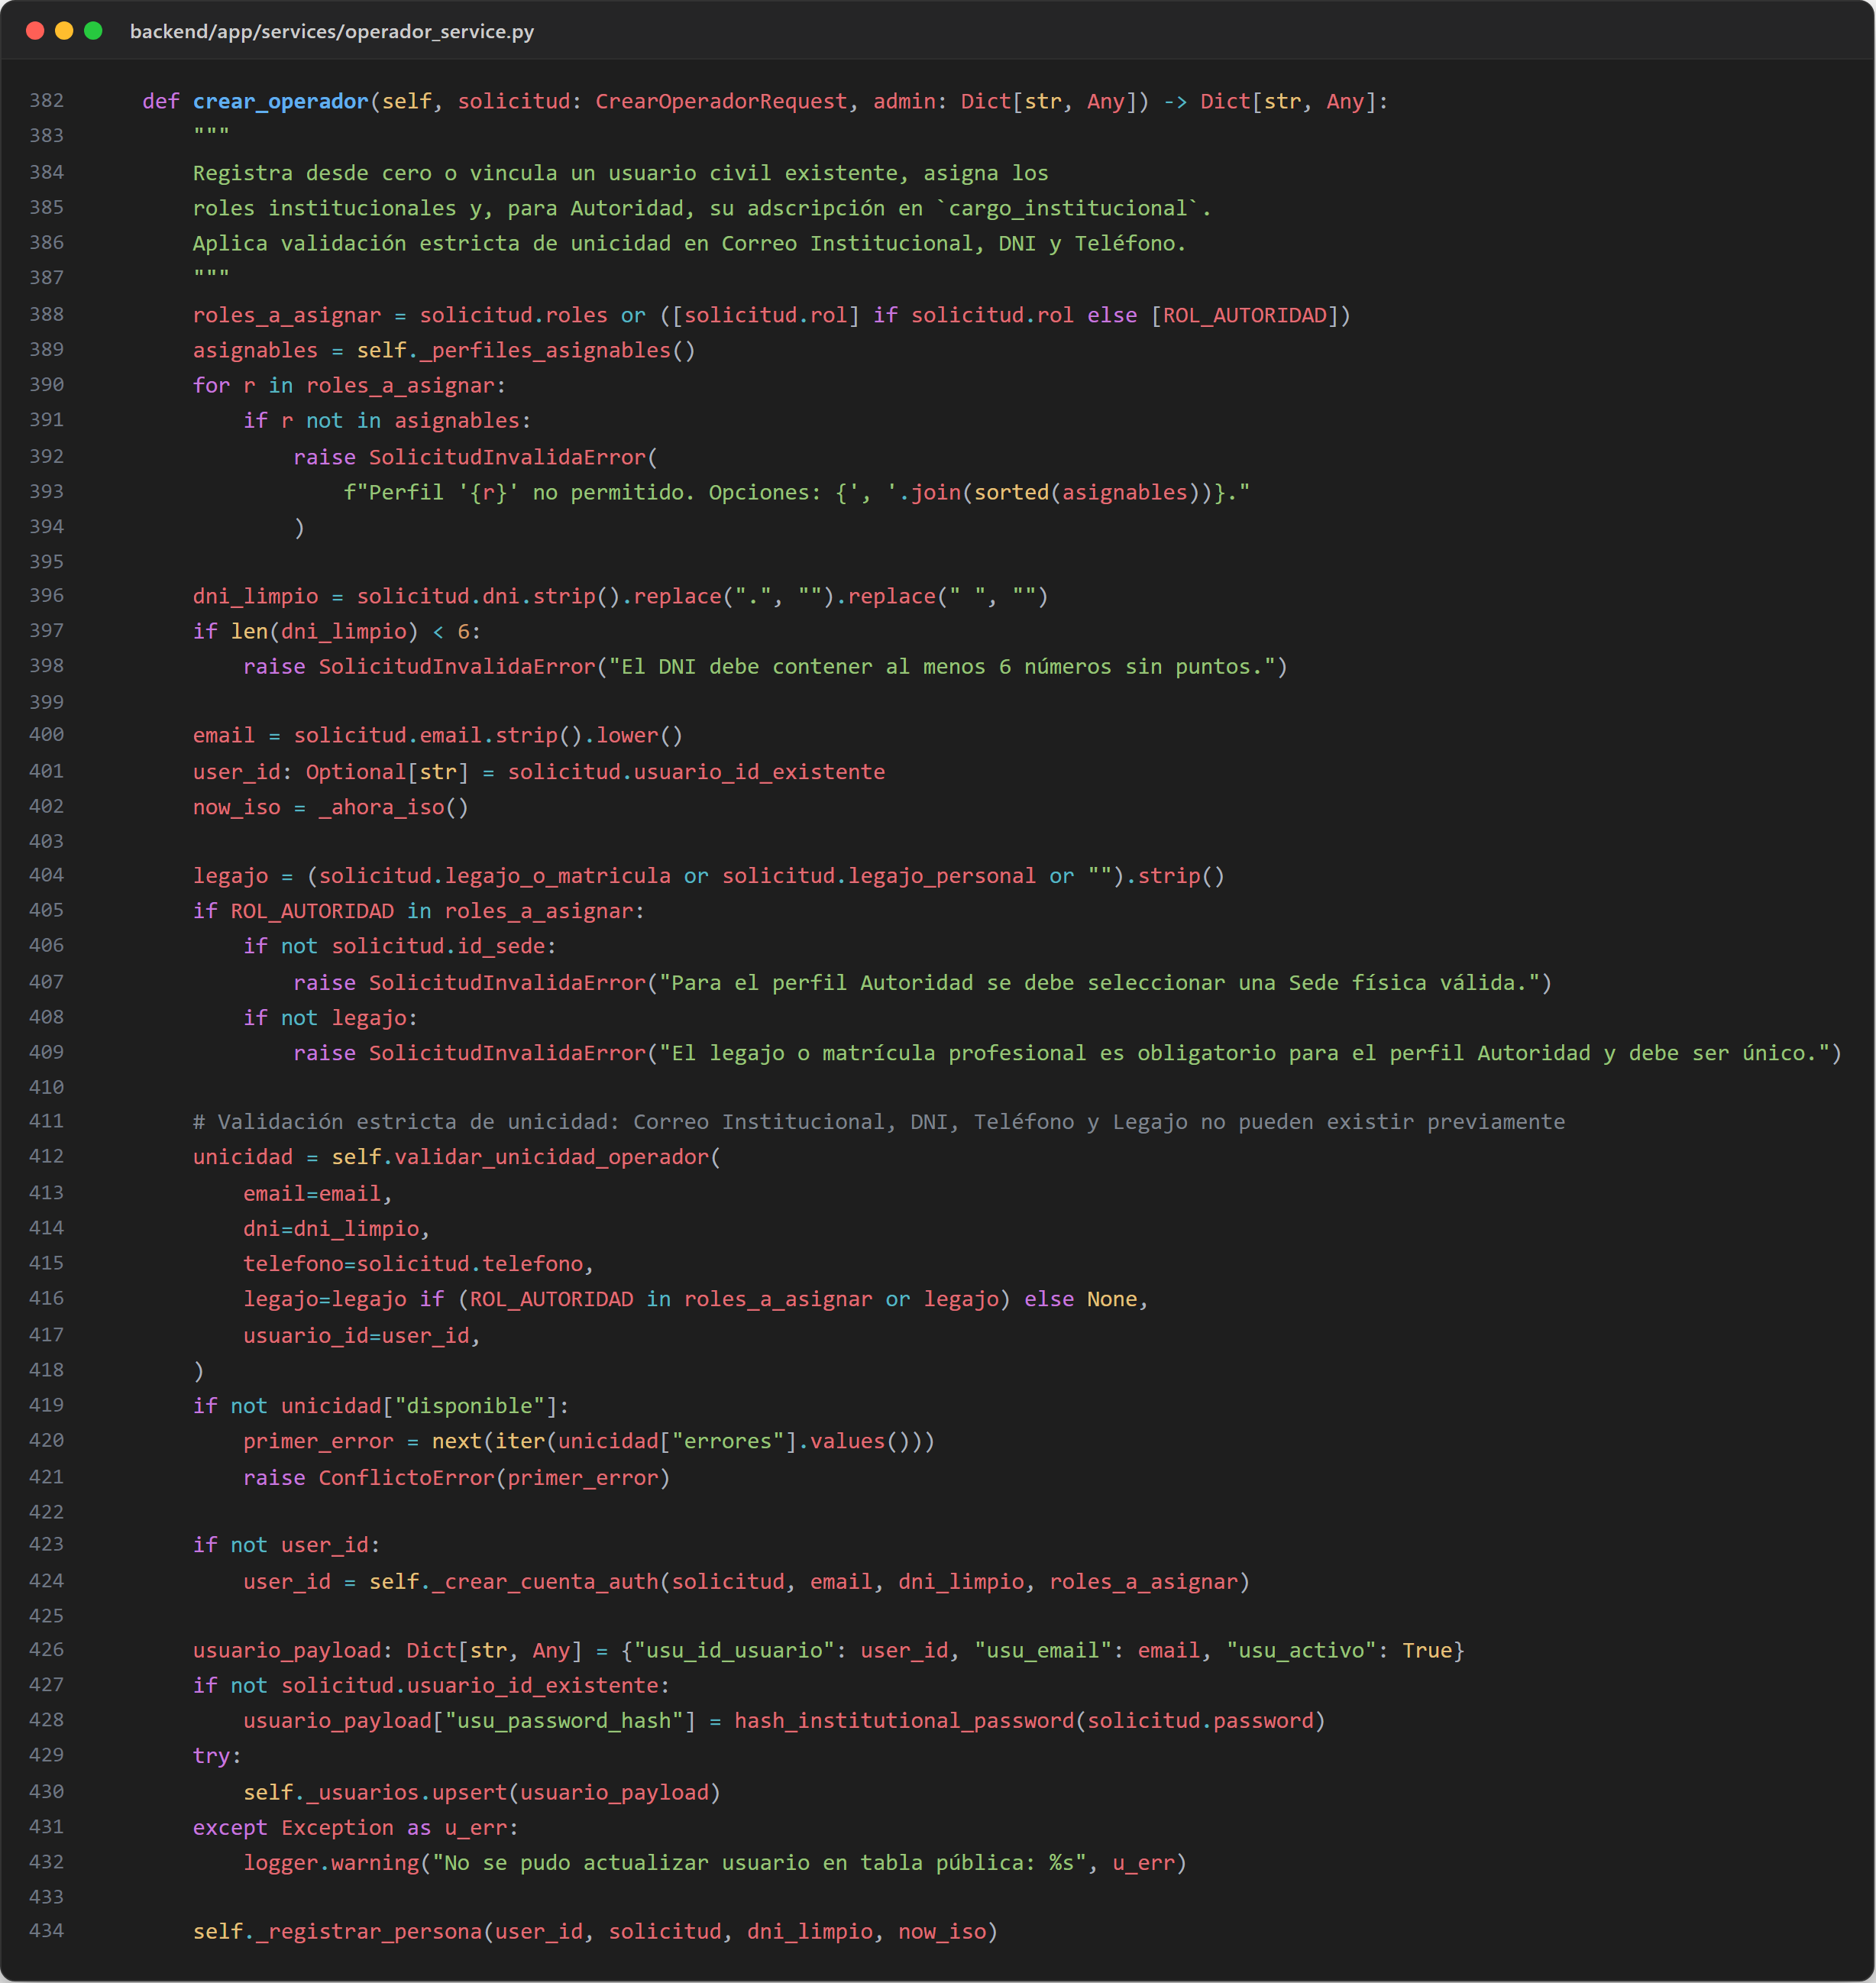 backend/app/services/operador_service.py
382 def crear_operador(self, solicitud: CrearOperadorRequest, admin: Dict[str, Any]) -> Dict[str, Any]:
383 """
384 Registra desde cero o vincula un usuario civil existente, asigna los
385 roles institucionales y, para Autoridad, su adscripción en `cargo_institucional`.
386 Aplica validación estricta de unicidad en Correo Institucional, DNI y Teléfono.
387 """
388 roles_a_asignar = solicitud.roles or ([solicitud.rol] if solicitud.rol else [ROL_AUTORIDAD])
389 asignables = self._perfiles_asignables()
390 for r in roles_a_asignar:
391 if r not in asignables:
392 raise SolicitudInvalidaError(
393 f"Perfil '{r}' no permitido. Opciones: {', '.join(sorted(asignables))}."
394 )
395
396 dni_limpio = solicitud.dni.strip().replace(".", "").replace(" ", "")
397 if len(dni_limpio) < 6:
398 raise SolicitudInvalidaError("El DNI debe contener al menos 6 números sin puntos.")
399
400 email = solicitud.email.strip().lower()
401 user_id: Optional[str] = solicitud.usuario_id_existente
402 now_iso = _ahora_iso()
403
404 legajo = (solicitud.legajo_o_matricula or solicitud.legajo_personal or "").strip()
405 if ROL_AUTORIDAD in roles_a_asignar:
406 if not solicitud.id_sede:
407 raise SolicitudInvalidaError("Para el perfil Autoridad se debe seleccionar una Sede física válida.")
408 if not legajo:
409 raise SolicitudInvalidaError("El legajo o matrícula profesional es obligatorio para el perfil Autoridad y debe ser único.")
410
411 # Validación estricta de unicidad: Correo Institucional, DNI, Teléfono y Legajo no pueden existir previamente
412 unicidad = self.validar_unicidad_operador(
413 email=email,
414 dni=dni_limpio,
415 telefono=solicitud.telefono,
416 legajo=legajo if (ROL_AUTORIDAD in roles_a_asignar or legajo) else None,
417 usuario_id=user_id,
418 )
419 if not unicidad["disponible"]:
420 primer_error = next(iter(unicidad["errores"].values()))
421 raise ConflictoError(primer_error)
422
423 if not user_id:
424 user_id = self._crear_cuenta_auth(solicitud, email, dni_limpio, roles_a_asignar)
425
426 usuario_payload: Dict[str, Any] = {"usu_id_usuario": user_id, "usu_email": email, "usu_activo": True}
427 if not solicitud.usuario_id_existente:
428 usuario_payload["usu_password_hash"] = hash_institutional_password(solicitud.password)
429 try:
430 self._usuarios.upsert(usuario_payload)
431 except Exception as u_err:
432 logger.warning("No se pudo actualizar usuario en tabla pública: %s", u_err)
433
434 self._registrar_persona(user_id, solicitud, dni_limpio, now_iso)